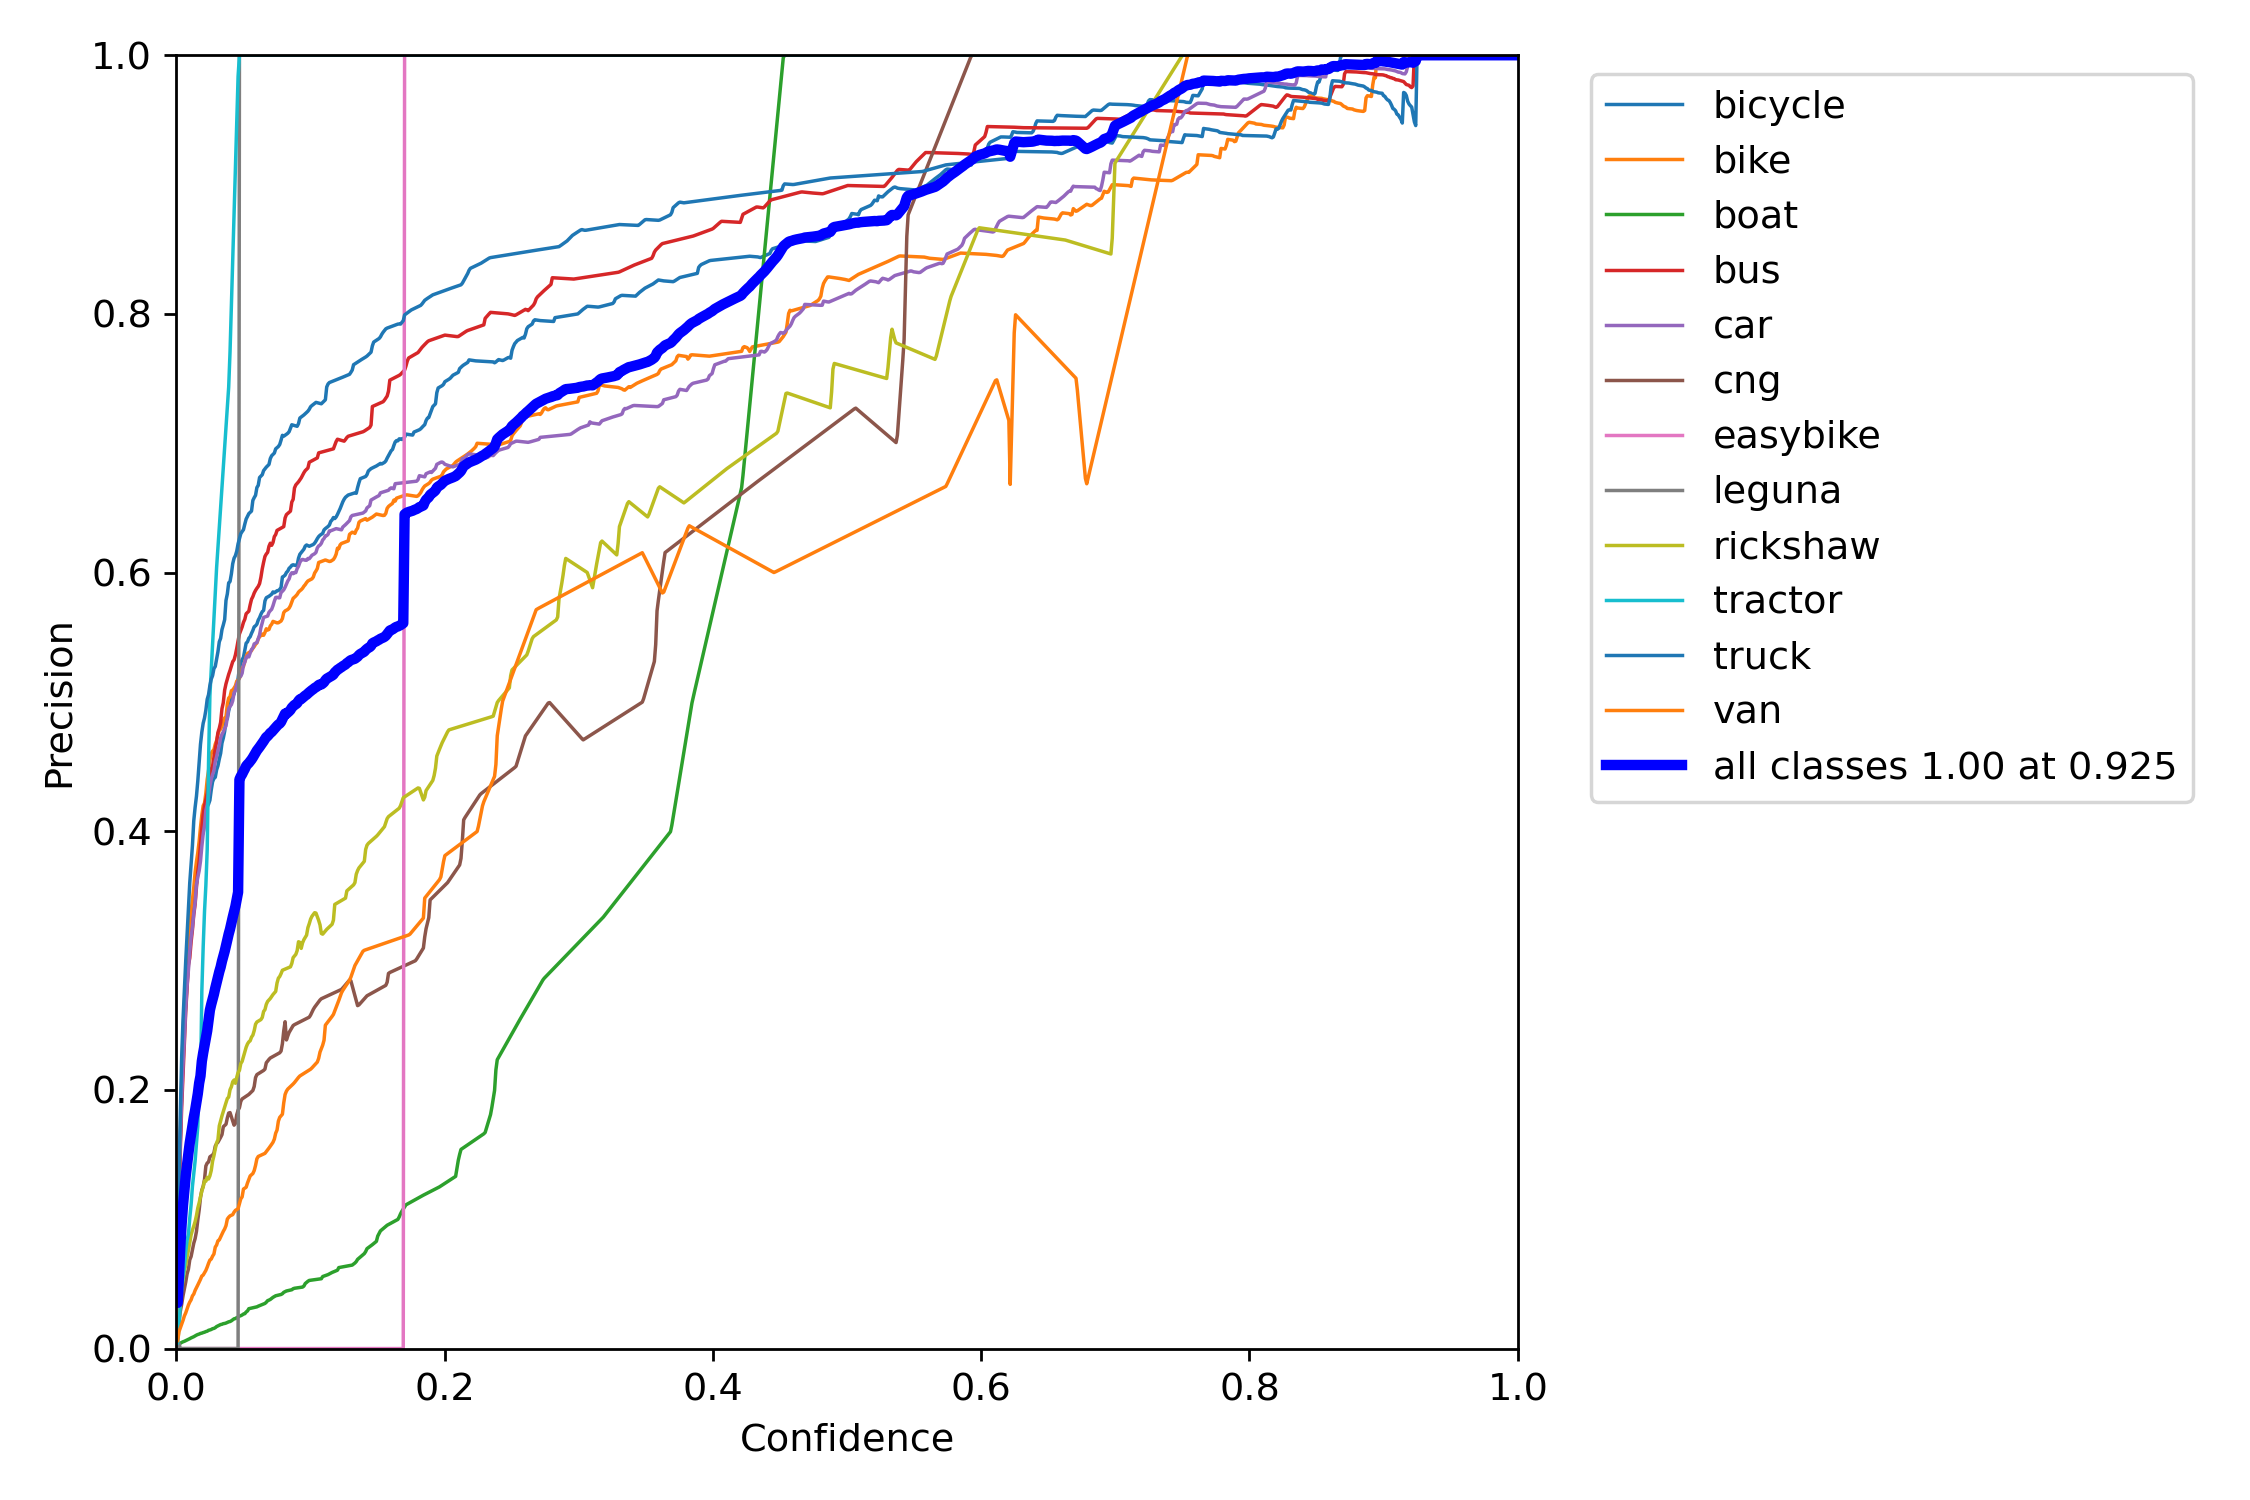 1.0
0.8
0.6
0.4
0.2
0.0
Precision
0.0 0.2 0.4 0.6 0.8 1.0
Confidence
bicycle
bike
boat
bus
car
cng
easybike
leguna
rickshaw
tractor
truck
van
all classes 1.00 at 0.925